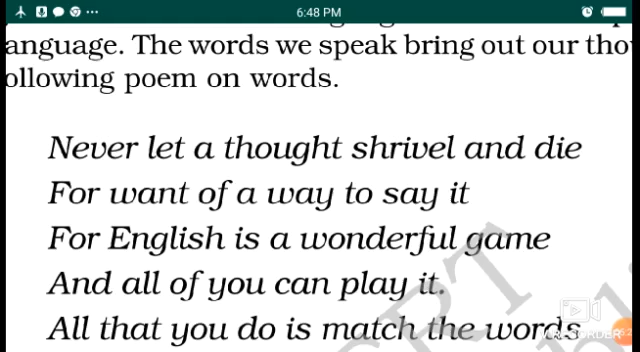 6:48 PM
anguage. The words we speak bring out our tho
ollowing poem on words.
Never let a thought shrivel and die
For want of a way to say it
For English is a wonderful game
And all of you can play it.
All that you do is match the words
RECORDER